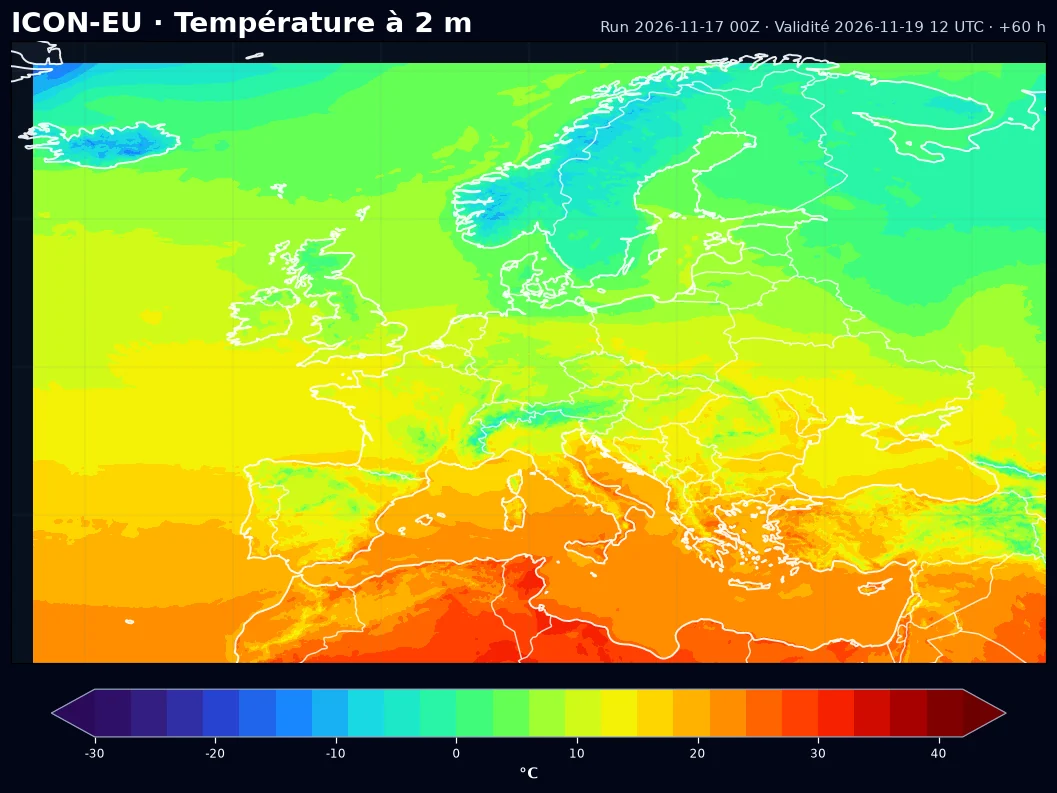 ICON-EU · Température à 2 m
Run 2026-11-17 00Z · Validité 2026-11-19 12 UTC · +60 h
-30 -20 -10 0 10 20 30 40
°C